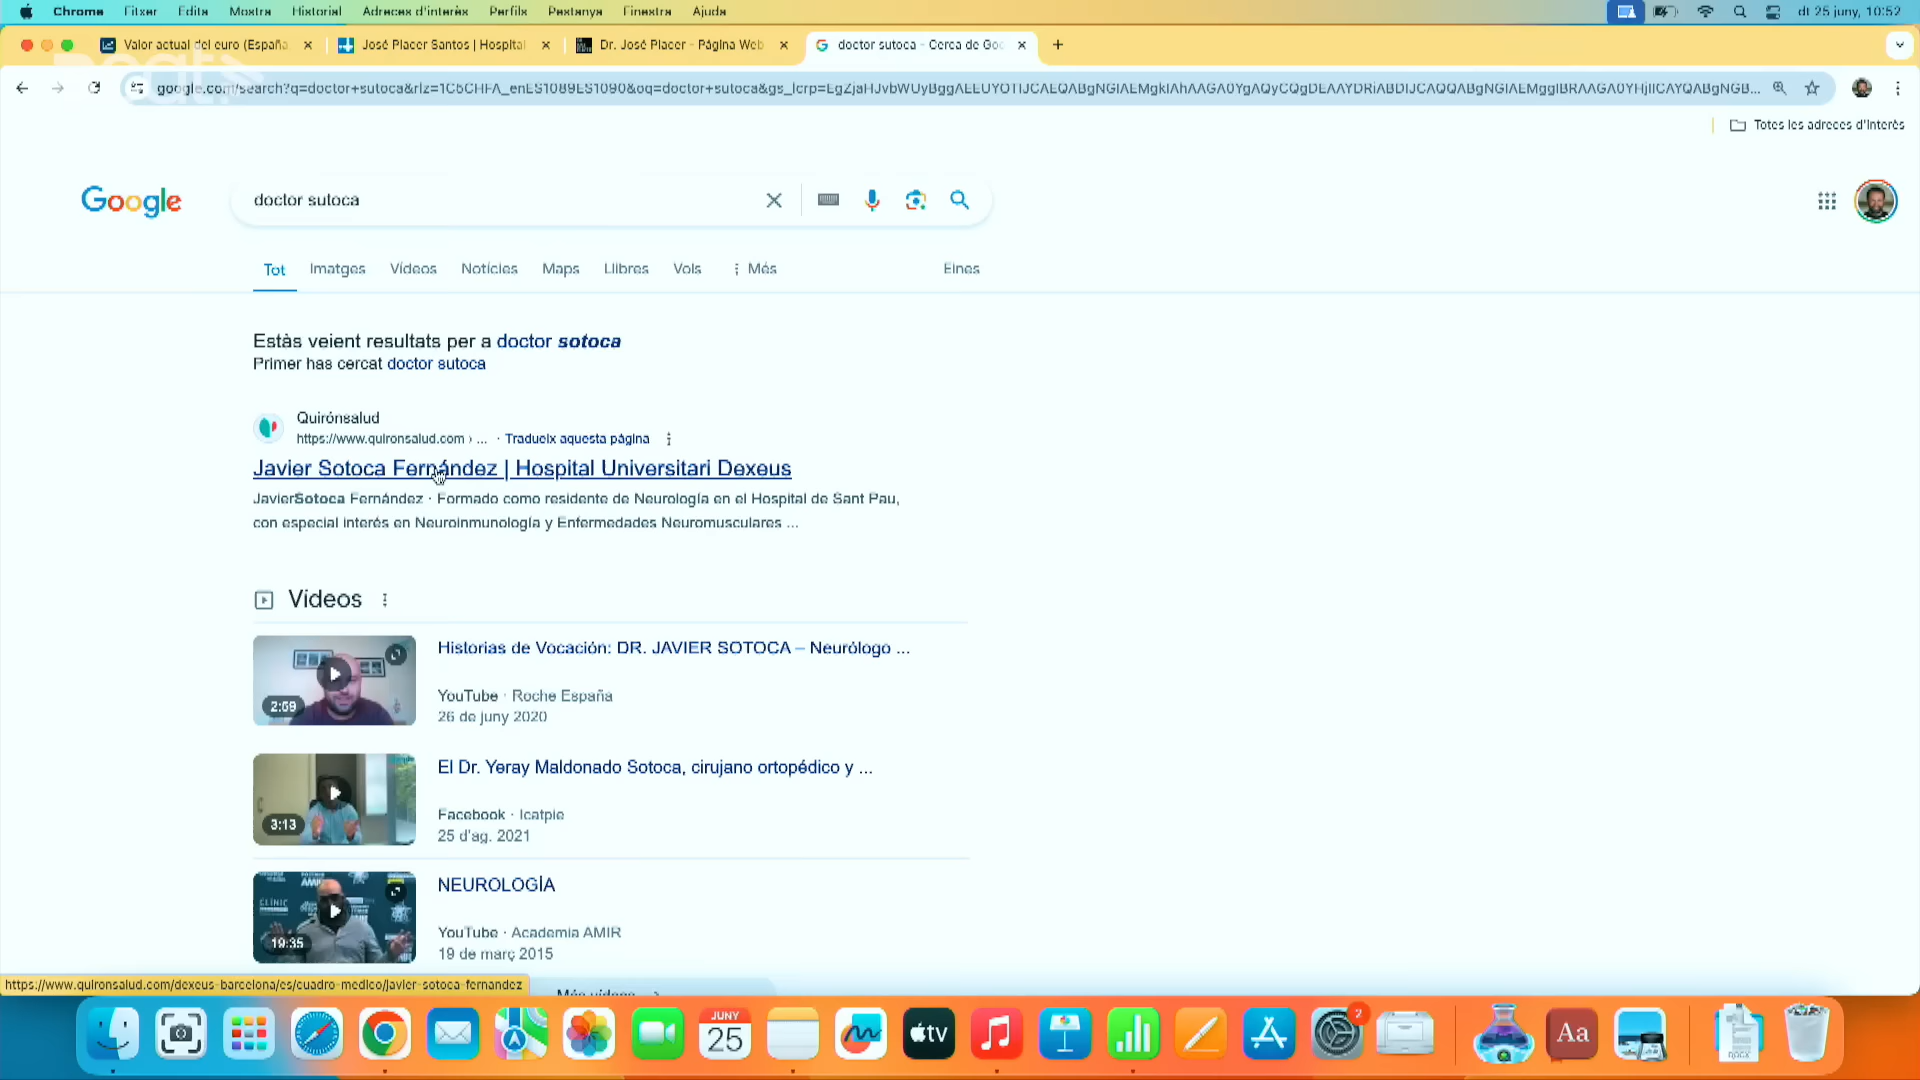 Chrome Fitxer Edita Mostra Historial Adreces d'interès Perfils Pestanya Finestra Ajuda dt 25 juny, 10:52
Valor actual del euro (España José Placer Santos | Hospital Dr. José Placer - Página Web doctor sutoca - Cerca de Goo
Totes les adreces d'interès
Google doctor sutoca
Tot Imatges Vídeos Notícies Maps Llibres Vols Més Eines
Estàs veient resultats per a doctor sotoca
Primer has cercat doctor sutoca
Quirónsalud
https://www.quironsalud.com › ... · Tradueix aquesta pàgina
Javier Sotoca Fernández | Hospital Universitari Dexeus
JavierSotoca Fernández · Formado como residente de Neurología en el Hospital de Sant Pau,
con especial interés en Neuroinmunología y Enfermedades Neuromusculares ...
Vídeos
Historias de Vocación: DR. JAVIER SOTOCA – Neurólogo ...
YouTube · Roche España
26 de juny 2020
2:59
El Dr. Yeray Maldonado Sotoca, cirujano ortopédico y ...
Facebook · Icatpie
25 d'ag. 2021
3:13
NEUROLOGÍA
YouTube · Academia AMIR
19 de març 2015
19:35
https://www.quironsalud.com/dexeus-barcelona/es/cuadro-medico/javier-sotoca-fernandez
Més vídeos
JUNY
25
tv
2
Aa
DOCX